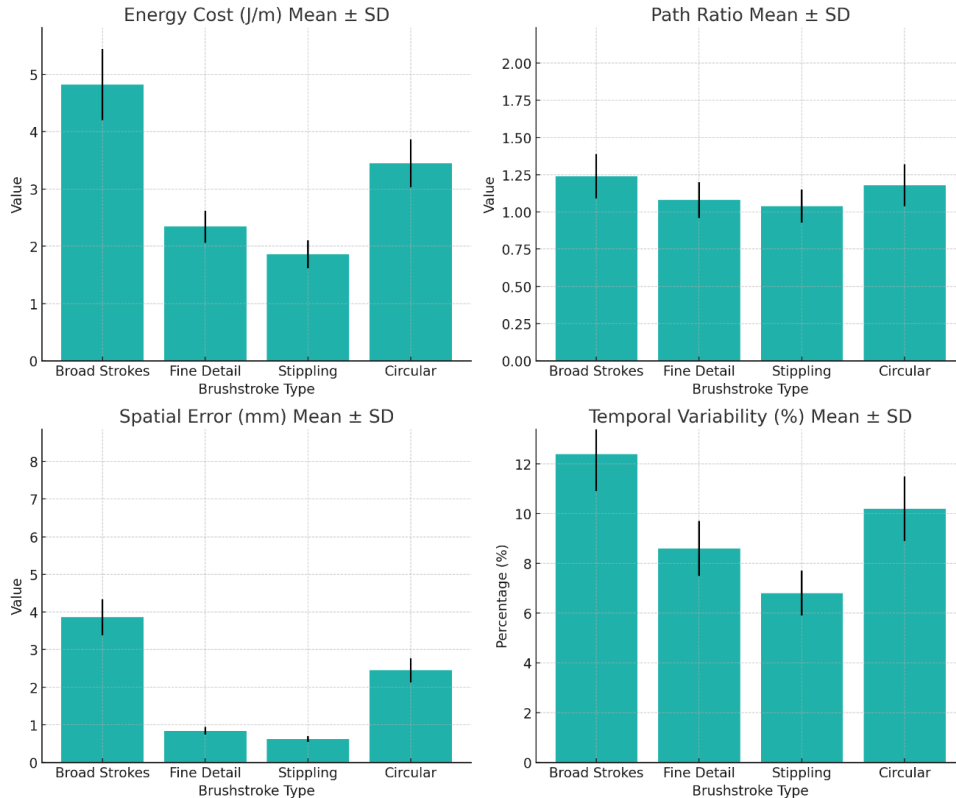 Energy Cost (J/m) Mean ± SD
Value
5
4
3
2
1
0
Broad Strokes Fine Detail Stippling Circular
Brushstroke Type
Path Ratio Mean ± SD
Value
2.00
1.75
1.50
1.25
1.00
0.75
0.50
0.25
0.00
Broad Strokes Fine Detail Stippling Circular
Brushstroke Type
Spatial Error (mm) Mean ± SD
Value
8
7
6
5
4
3
2
1
0
Broad Strokes Fine Detail Stippling Circular
Brushstroke Type
Temporal Variability (%) Mean ± SD
Percentage (%)
12
10
8
6
4
2
0
Broad Strokes Fine Detail Stippling Circular
Brushstroke Type